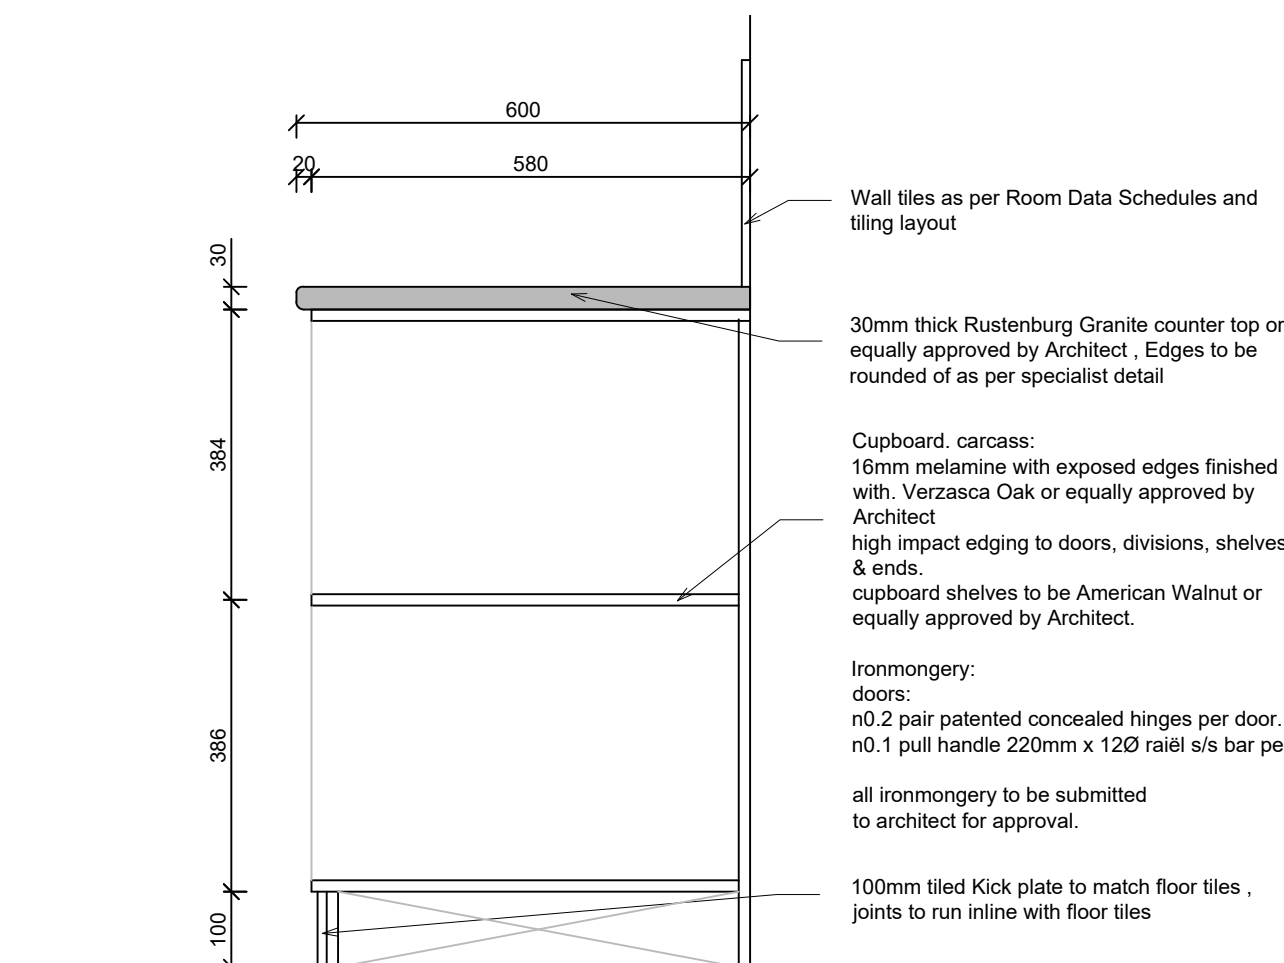 600
20
580
Wall tiles as per Room Data Schedules and
tiling layout
30
30mm thick Rustenburg Granite counter top or
equally approved by Architect , Edges to be
rounded of as per specialist detail
384
Cupboard. carcass:
16mm melamine with exposed edges finished
with. Verzasca Oak or equally approved by
Architect
high impact edging to doors, divisions, shelves
& ends.
cupboard shelves to be American Walnut or
equally approved by Architect.
386
Ironmongery:
doors:
n0.2 pair patented concealed hinges per door.
n0.1 pull handle 220mm x 12Ø raiël s/s bar pe
all ironmongery to be submitted
to architect for approval.
100
100mm tiled Kick plate to match floor tiles ,
joints to run inline with floor tiles